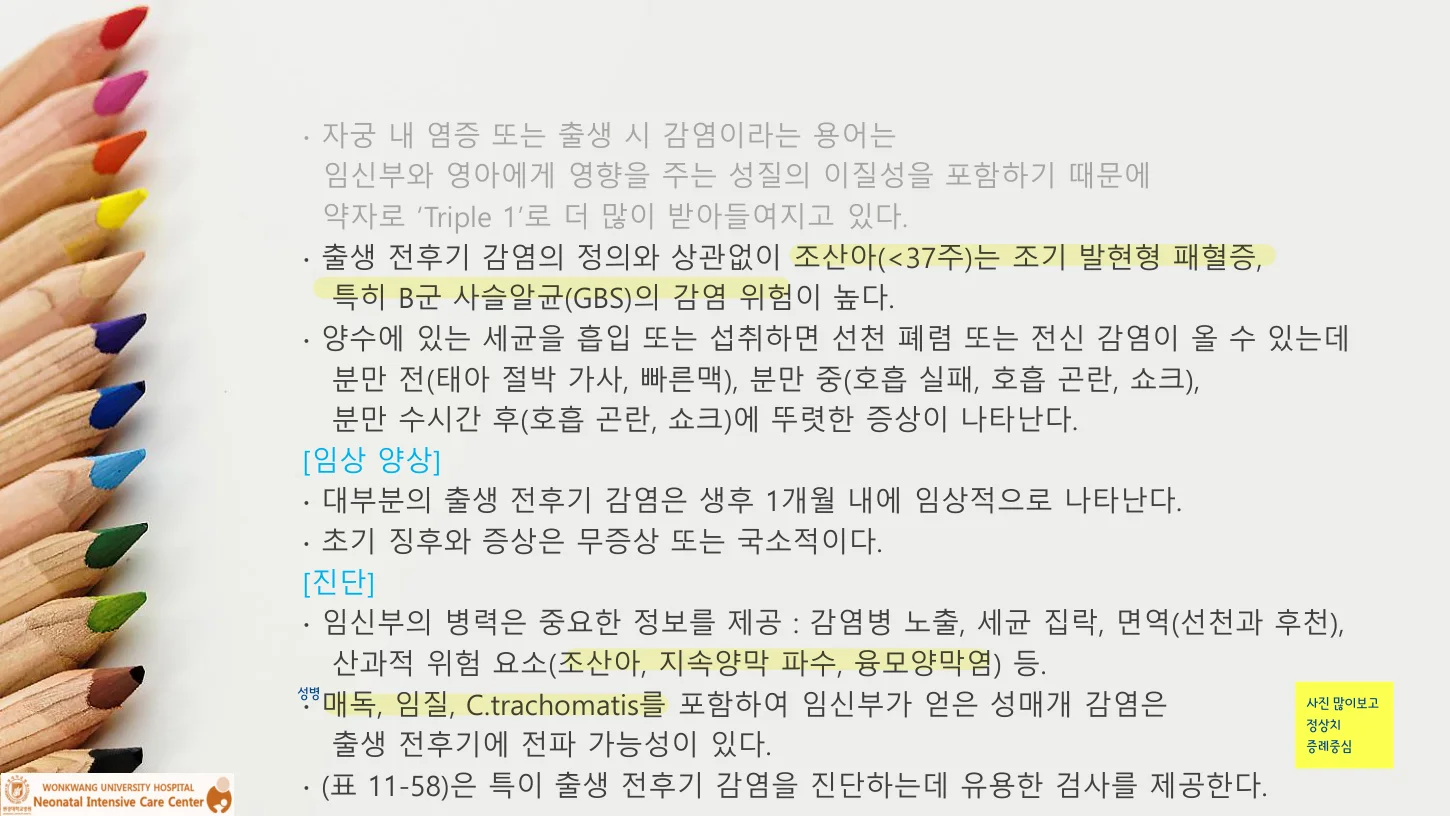 · 자궁 내 염증 또는 출생 시 감염이라는 용어는
임신부와 영아에게 영향을 주는 성질의 이질성을 포함하기 때문에
약자로 ‘Triple 1’로 더 많이 받아들여지고 있다.
· 출생 전후기 감염의 정의와 상관없이 조산아(<37주)는 조기 발현형 패혈증,
특히 B군 사슬알균(GBS)의 감염 위험이 높다.
· 양수에 있는 세균을 흡입 또는 섭취하면 선천 폐렴 또는 전신 감염이 올 수 있는데
분만 전(태아 절박 가사, 빠른맥), 분만 중(호흡 실패, 호흡 곤란, 쇼크),
분만 수시간 후(호흡 곤란, 쇼크)에 뚜렷한 증상이 나타난다.
[임상 양상]
· 대부분의 출생 전후기 감염은 생후 1개월 내에 임상적으로 나타난다.
· 초기 징후와 증상은 무증상 또는 국소적이다.
[진단]
· 임신부의 병력은 중요한 정보를 제공 : 감염병 노출, 세균 집락, 면역(선천과 후천),
산과적 위험 요소(조산아, 지속양막 파수, 융모양막염) 등.
성병
· 매독, 임질, C.trachomatis를 포함하여 임신부가 얻은 성매개 감염은
출생 전후기에 전파 가능성이 있다.
· (표 11-58)은 특이 출생 전후기 감염을 진단하는데 유용한 검사를 제공한다.
사진 많이보고
정상치
증례중심
WONKWANG UNIVERSITY HOSPITAL
Neonatal Intensive Care Center